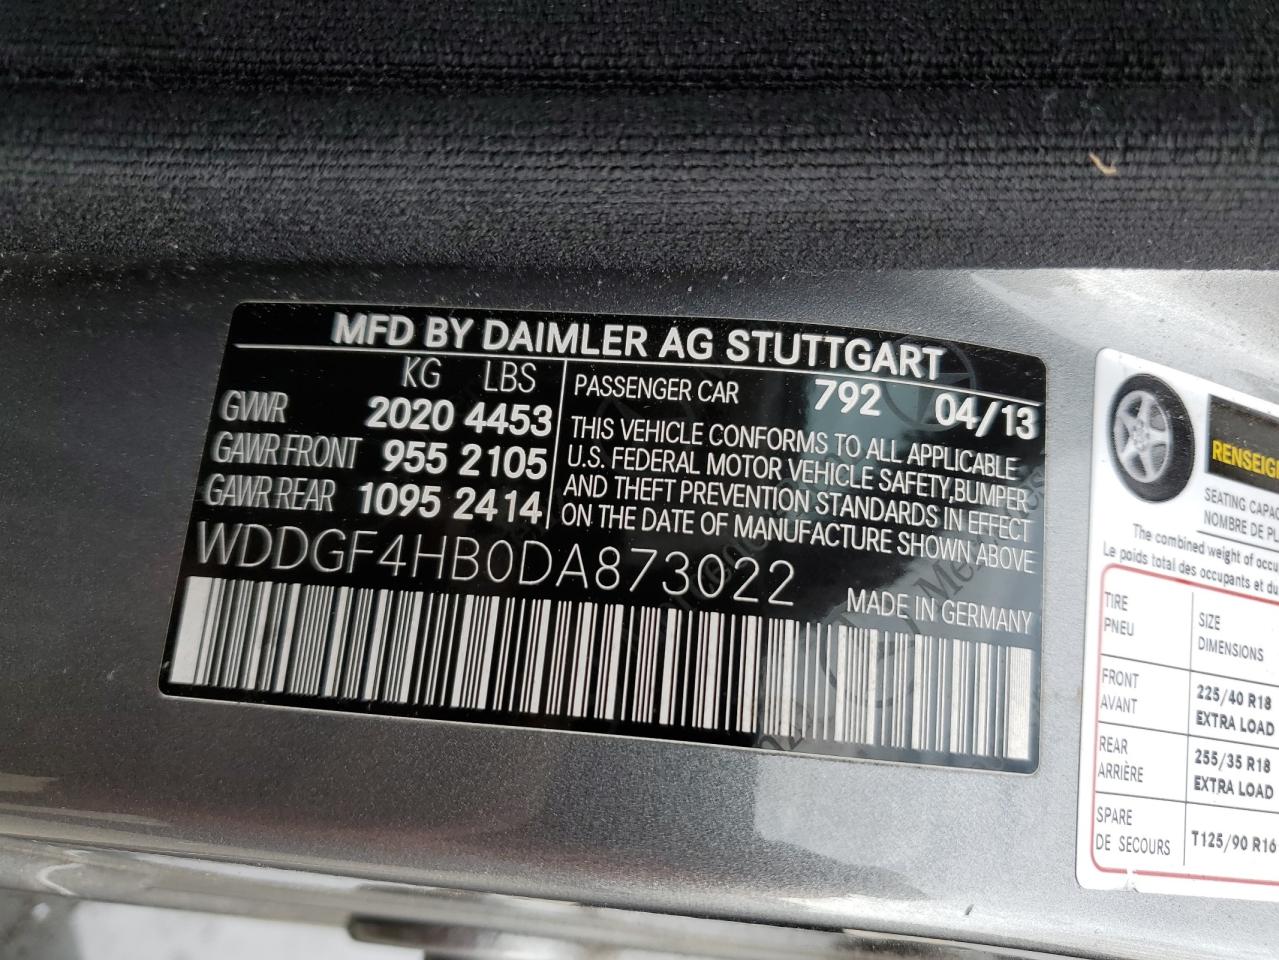 MFD BY DAIMLER AG STUTTGART
KG LBS
GVWR 2020 4453
GAWR FRONT 955 2105
GAWR REAR 1095 2414
PASSENGER CAR 792 04/13
THIS VEHICLE CONFORMS TO ALL APPLICABLE
U.S. FEDERAL MOTOR VEHICLE SAFETY, BUMPER
AND THEFT PREVENTION STANDARDS IN EFFECT
ON THE DATE OF MANUFACTURE SHOWN ABOVE
WDDGF4HB0DA873022
MADE IN GERMANY
SEATING
NOMBRE DE
The combined weight of
Le poids total des occupants et du
TIRE
PNEU
SIZE
DIMENSIONS
FRONT
AVANT
225/40 R18
EXTRA LOAD
REAR
ARRIÈRE
255/35 R18
EXTRA LOAD
SPARE
DE SECOURS
T125/90 R16